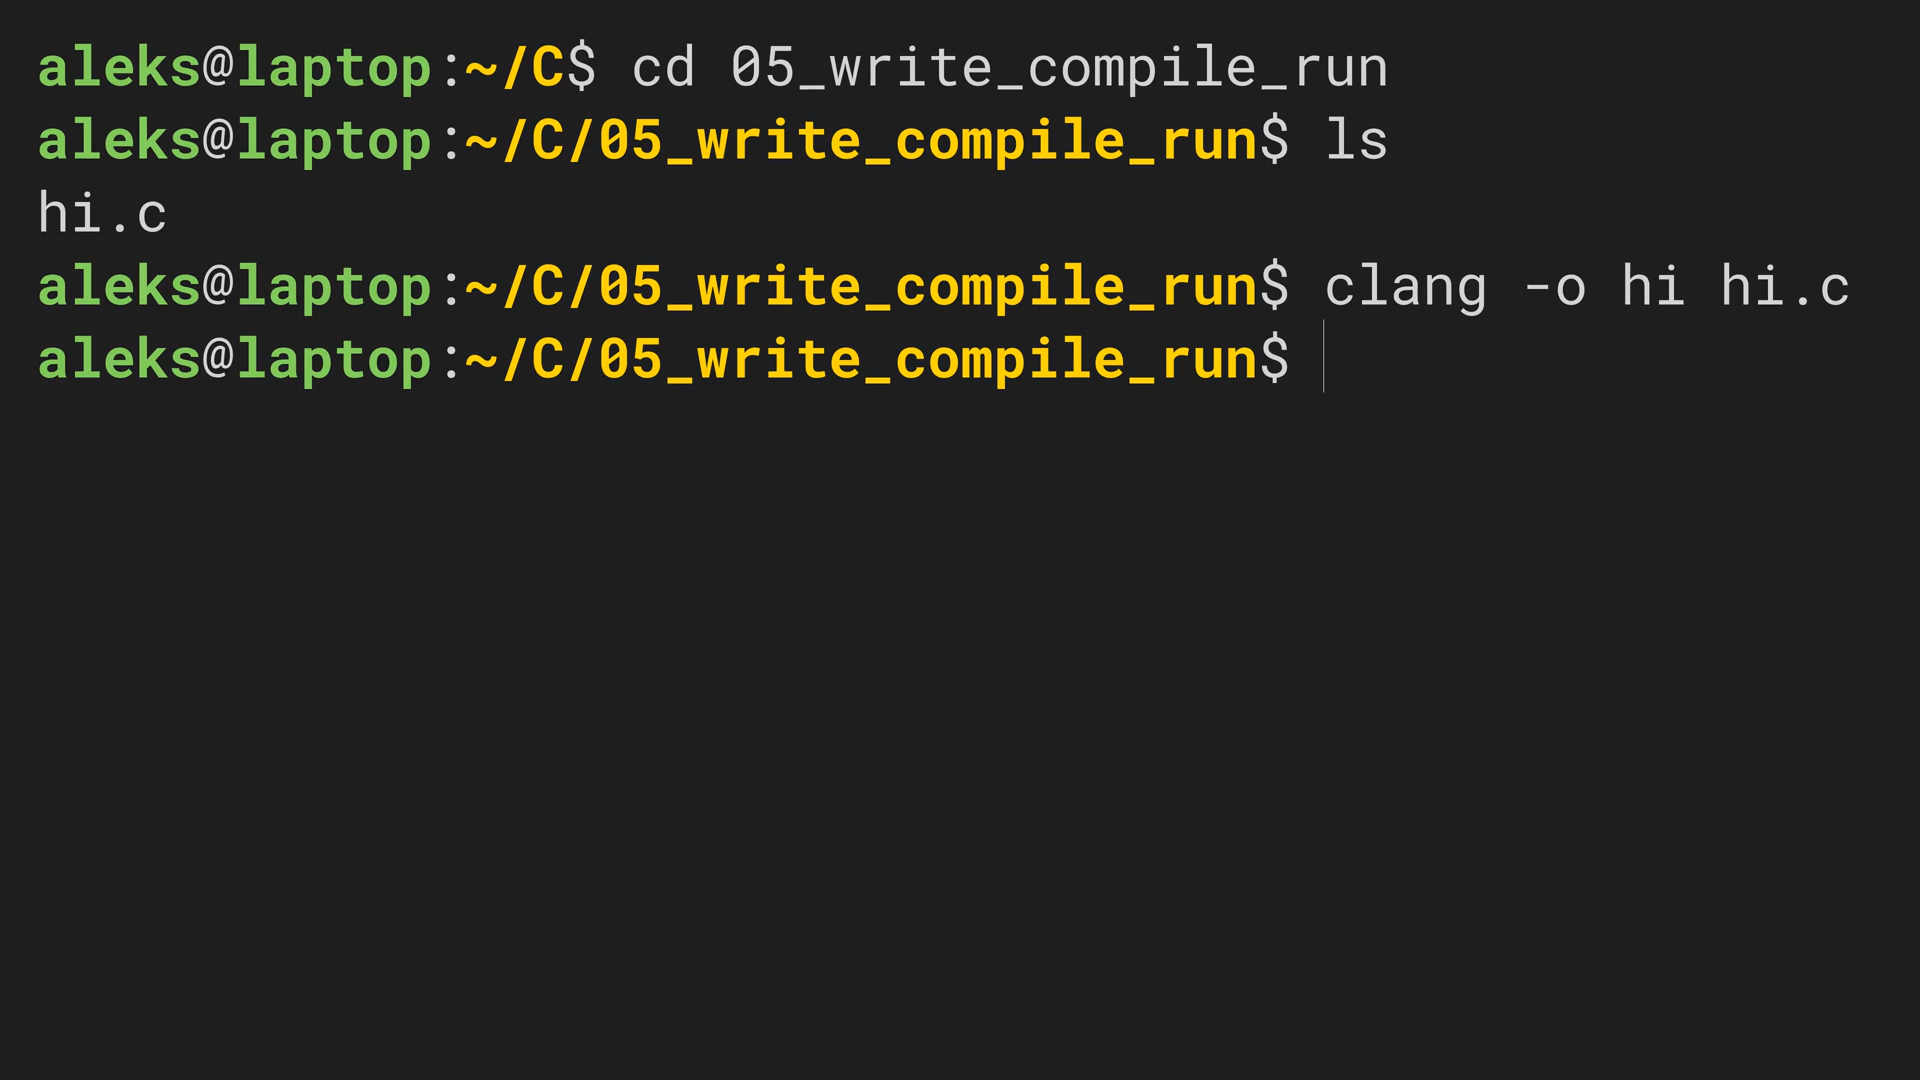 aleks@laptop:~/C$ cd 05_write_compile_run
aleks@laptop:~/C/05_write_compile_run$ ls
hi.c
aleks@laptop:~/C/05_write_compile_run$ clang -o hi hi.c
aleks@laptop:~/C/05_write_compile_run$